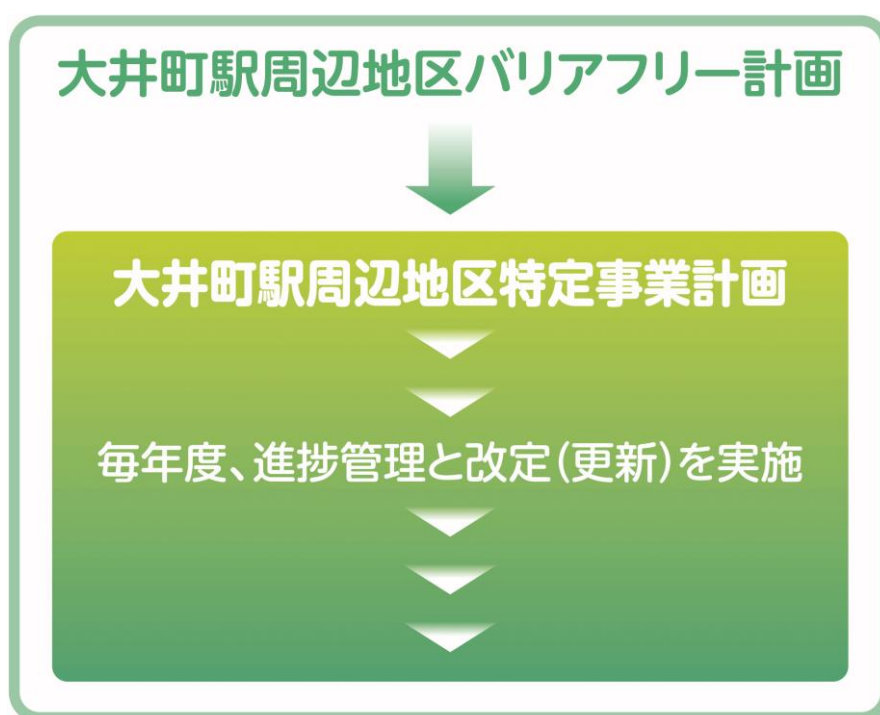 大井町駅周辺地区バリアフリー計画
大井町駅周辺地区特定事業計画
毎年度、進捗管理と改定(更新)を実施